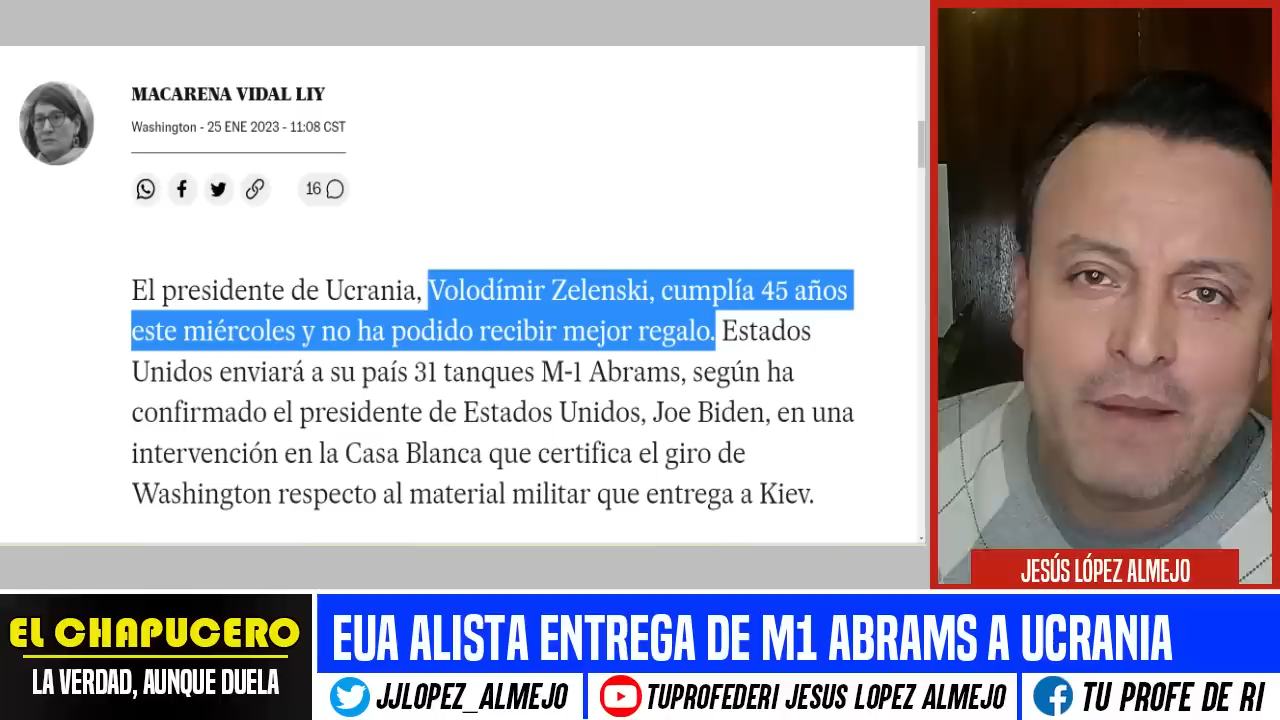 MACARENA VIDAL LIY
Washington - 25 ENE 2023 - 11:08 CST
16
El presidente de Ucrania, Volodímir Zelenski, cumplía 45 años
este miércoles y no ha podido recibir mejor regalo. Estados
Unidos enviará a su país 31 tanques M-1 Abrams, según ha
confirmado el presidente de Estados Unidos, Joe Biden, en una
intervención en la Casa Blanca que certifica el giro de
Washington respecto al material militar que entrega a Kiev.
JESÚS LÓPEZ ALMEJO
EL CHAPUCERO
LA VERDAD, AUNQUE DUELA
EUA ALISTA ENTREGA DE M1 ABRAMS A UCRANIA
JJLOPEZ_ALMEJO
TUPROFEDERI JESUS LOPEZ ALMEJO
TU PROFE DE RI